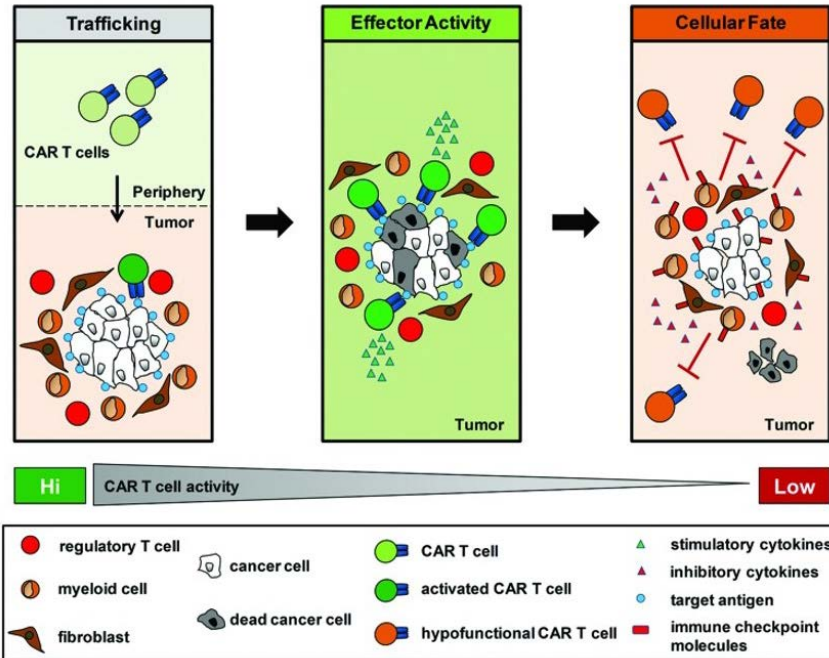 Trafficking
CAR T cells
Periphery
Tumor
Effector Activity
Tumor
Cellular Fate
Tumor
Hi
CAR T cell activity
Low
regulatory T cell
myeloid cell
fibroblast
cancer cell
dead cancer cell
CAR T cell
activated CAR T cell
hypofunctional CAR T cell
stimulatory cytokines
inhibitory cytokines
target antigen
immune checkpoint
molecules